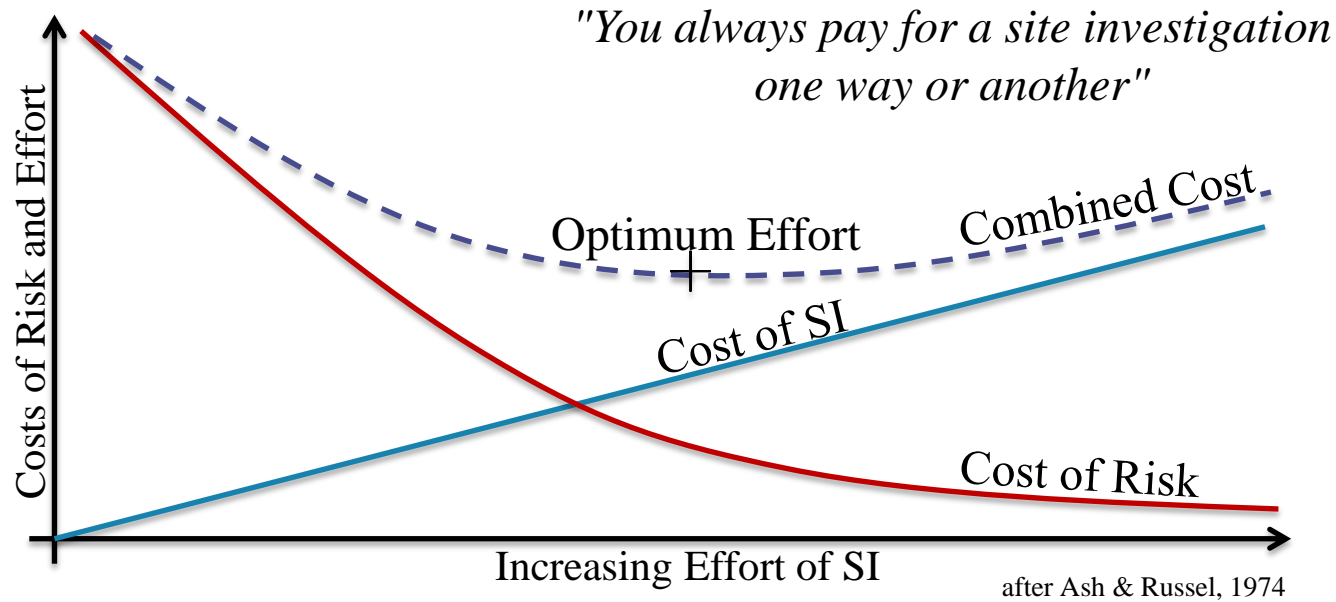 "You always pay for a site investigation
one way or another"
Costs of Risk and Effort
Optimum Effort
Combined Cost
Cost of SI
Cost of Risk
Increasing Effort of SI
after Ash & Russel, 1974